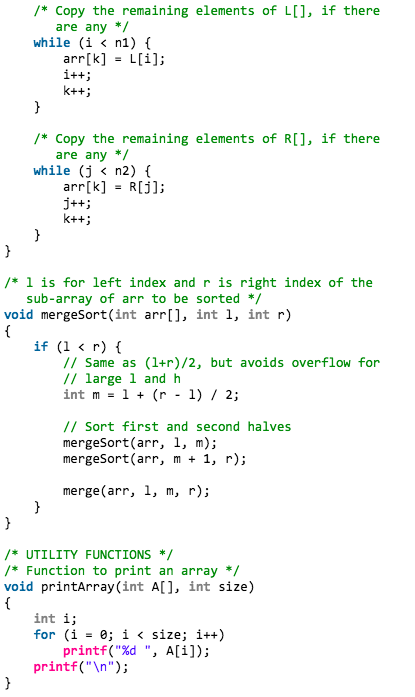 /* Copy the remaining elements of L[], if there
are any */
while (i < n1) {
arr[k] = L[i];
i++;
k++;
}
/* Copy the remaining elements of R[], if there
are any */
while (j < n2) {
arr[k] = R[j];
j++;
k++;
}
}
/* l is for left index and r is right index of the
sub-array of arr to be sorted */
void mergeSort(int arr[], int l, int r)
{
if (l < r) {
// Same as (l+r)/2, but avoids overflow for
// large l and h
int m = l + (r - l) / 2;
// Sort first and second halves
mergeSort(arr, l, m);
mergeSort(arr, m + 1, r);
merge(arr, l, m, r);
}
}
/* UTILITY FUNCTIONS */
/* Function to print an array */
void printArray(int A[], int size)
{
int i;
for (i = 0; i < size; i++)
printf("%d ", A[i]);
printf("\n");
}